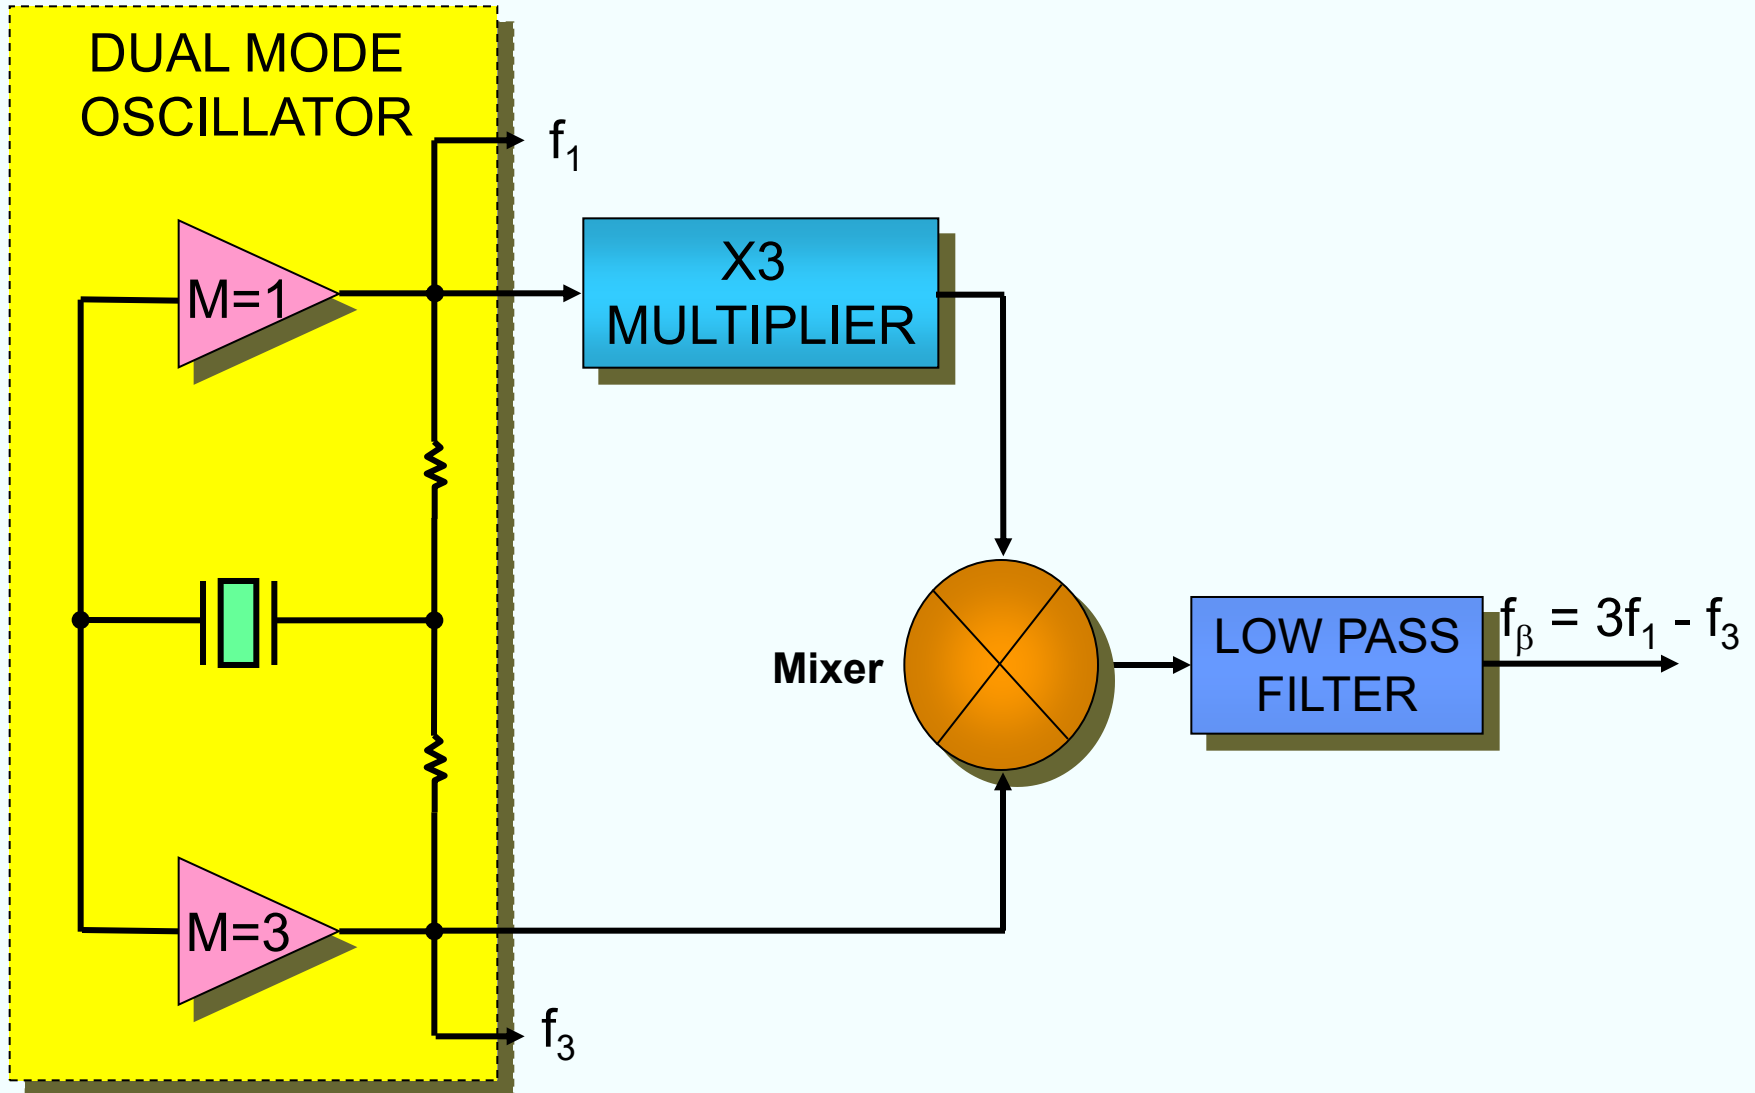 DUAL MODE
OSCILLATOR
f₁
M=1
X3
MULTIPLIER
Mixer
LOW PASS
FILTER
fᵦ = 3f₁ - f₃
M=3
f₃